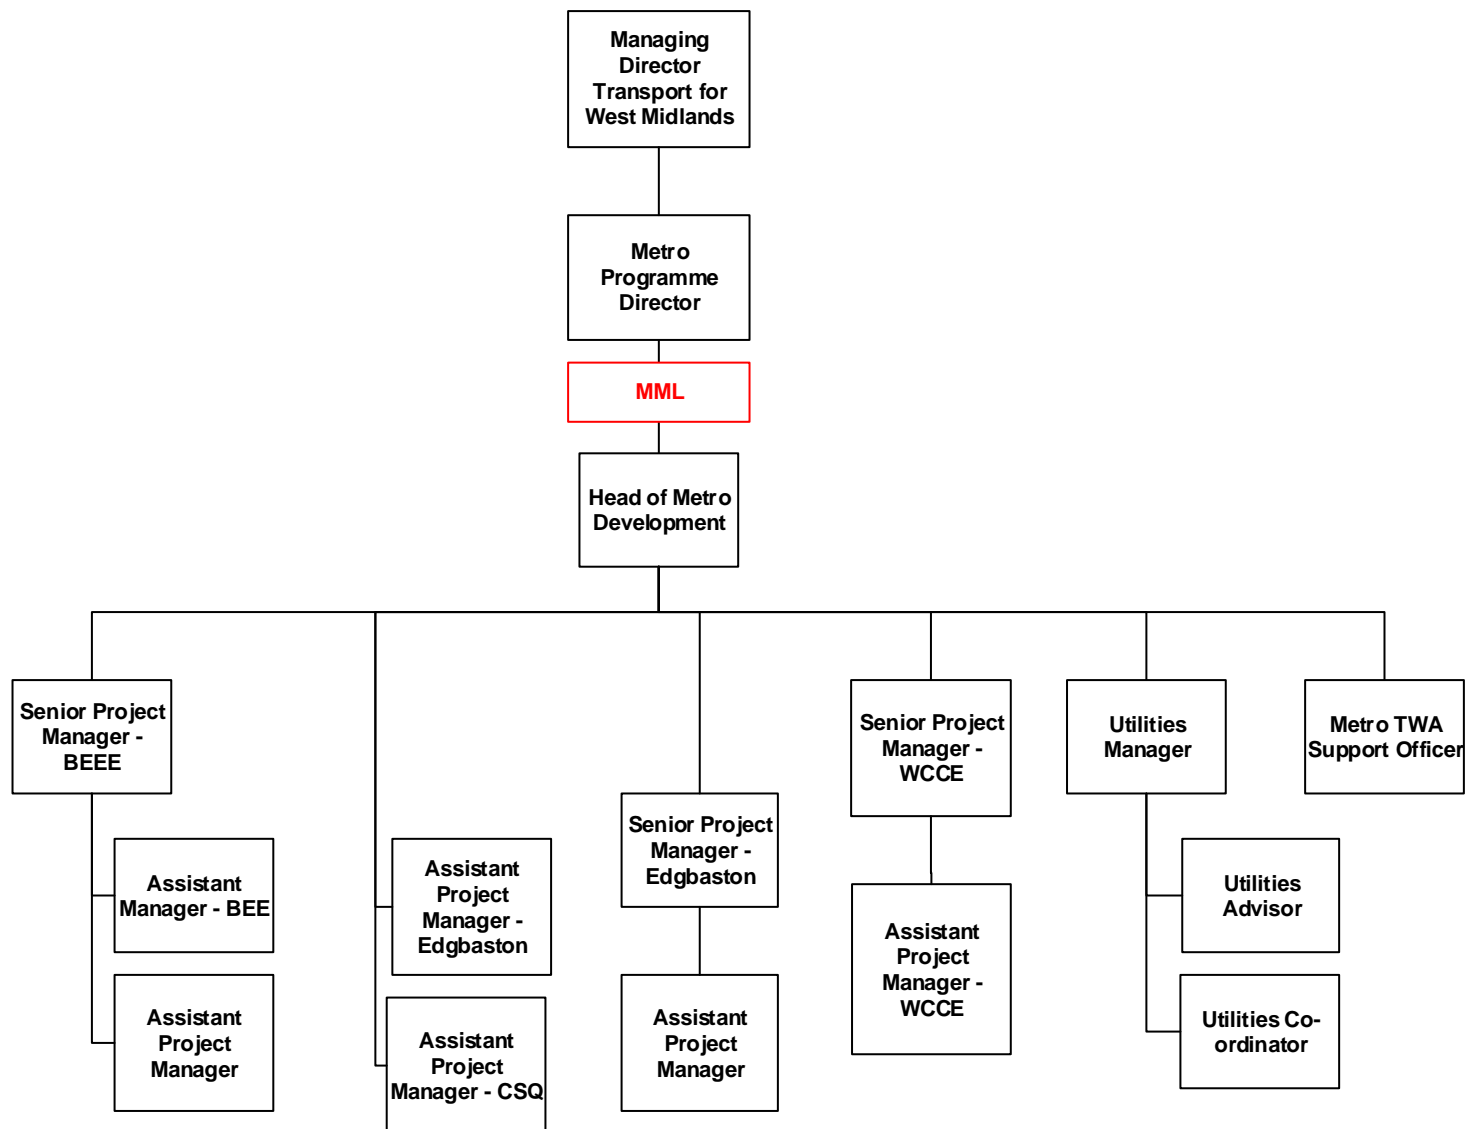 Managing
Director
Transport for
West Midlands
Metro
Programme
Director
MML
Head of Metro
Development
Senior Project
Manager -
BEEE
Assistant
Manager - BEE
Assistant
Project
Manager
Assistant
Project
Manager -
Edgbaston
Assistant
Project
Manager - CSQ
Senior Project
Manager -
Edgbaston
Assistant
Project
Manager
Senior Project
Manager -
WCCE
Assistant
Project
Manager -
WCCE
Utilities
Manager
Utilities
Advisor
Utilities Co-
ordinator
Metro TWA
Support Officer